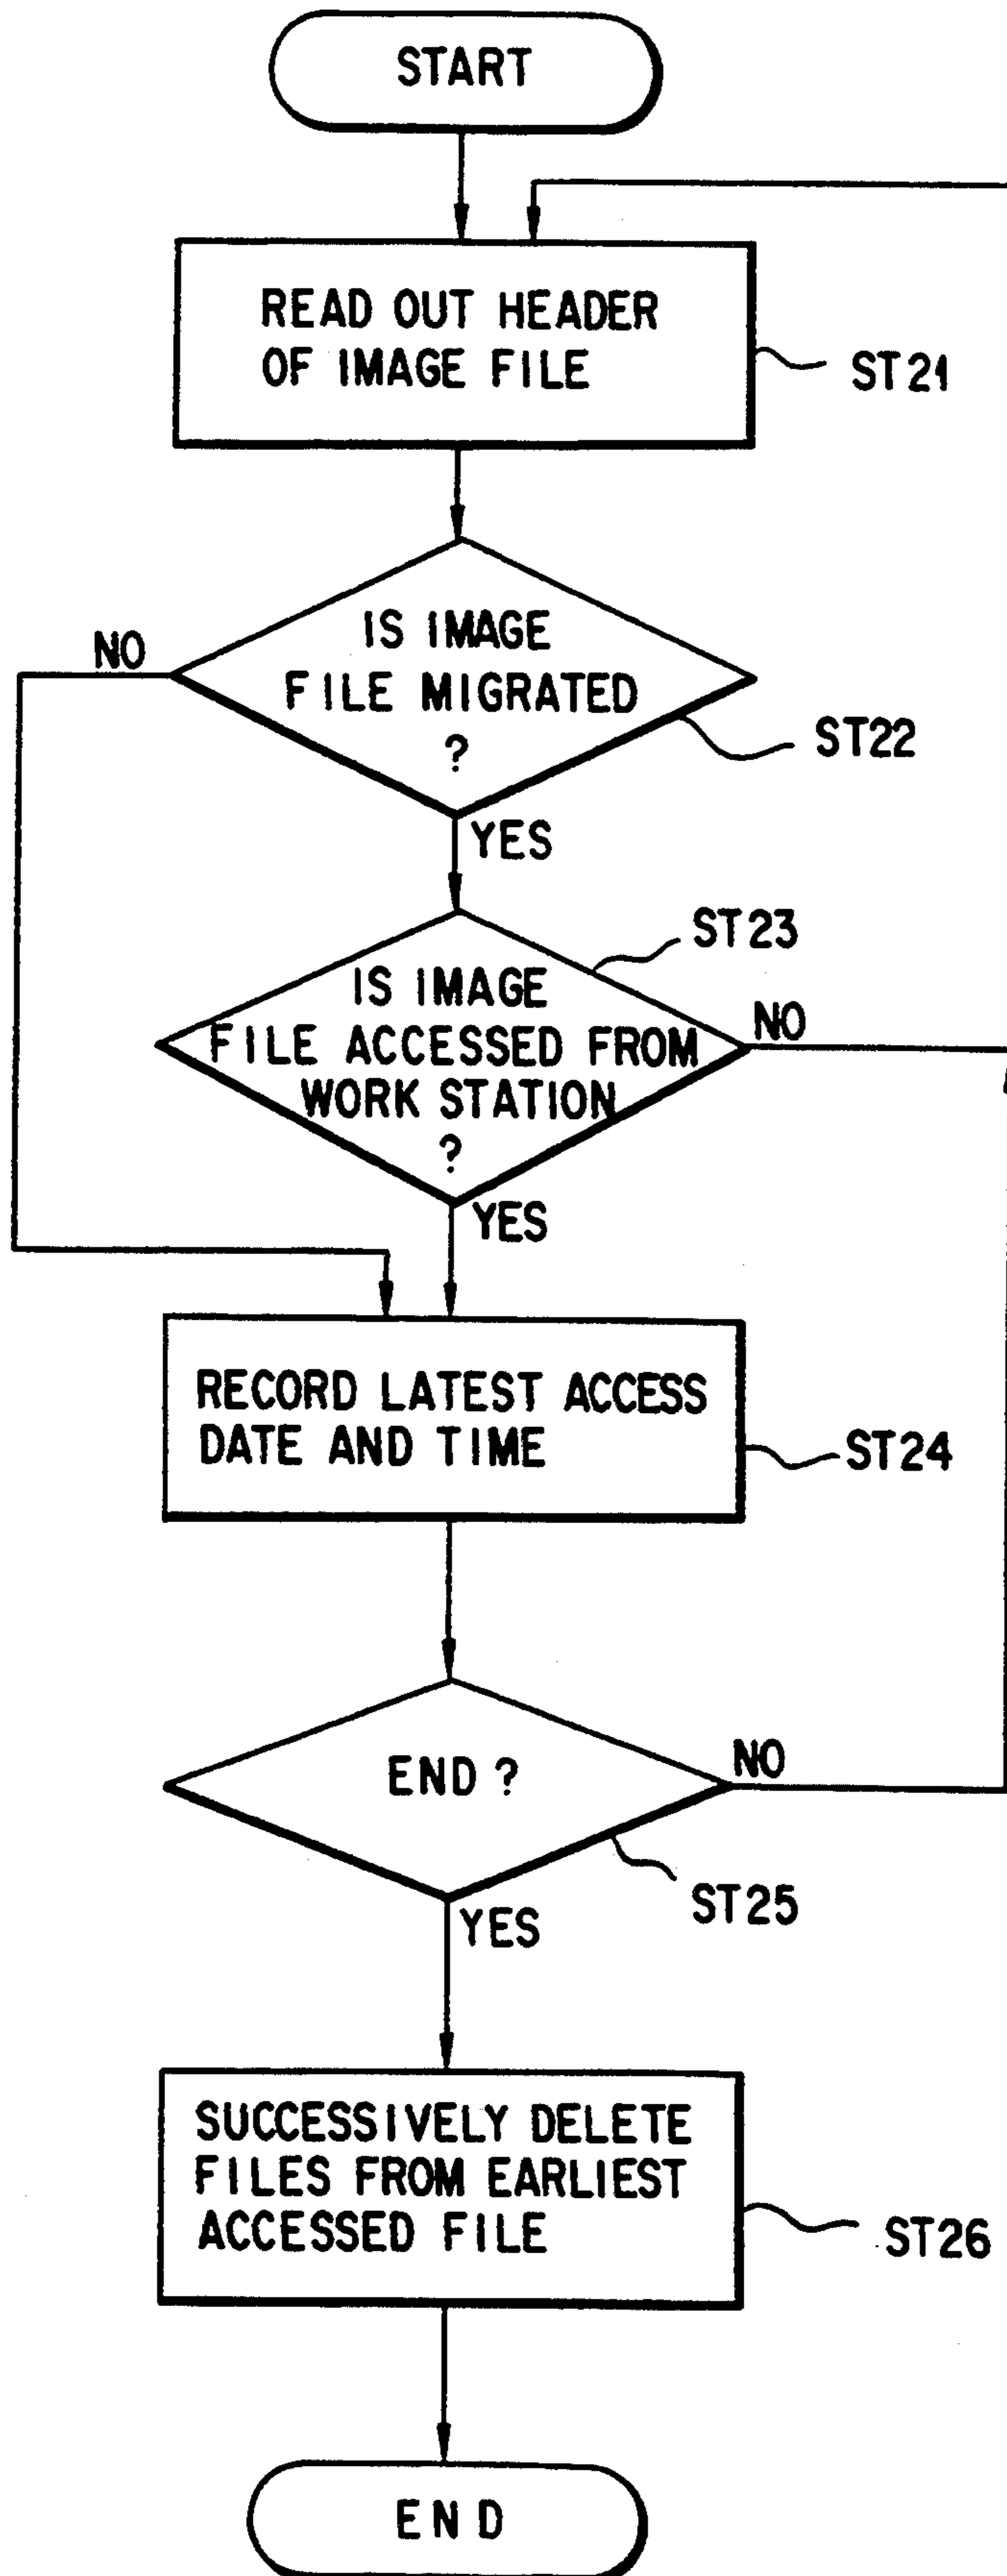 START
READ OUT HEADER
OF IMAGE FILE
ST21
IS IMAGE
FILE MIGRATED
?
NO
ST22
YES
ST23
IS IMAGE
FILE ACCESSED FROM
WORK STATION
?
NO
YES
RECORD LATEST ACCESS
DATE AND TIME
ST24
END ?
NO
ST25
YES
SUCCESSIVELY DELETE
FILES FROM EARLIEST
ACCESSED FILE
ST26
END